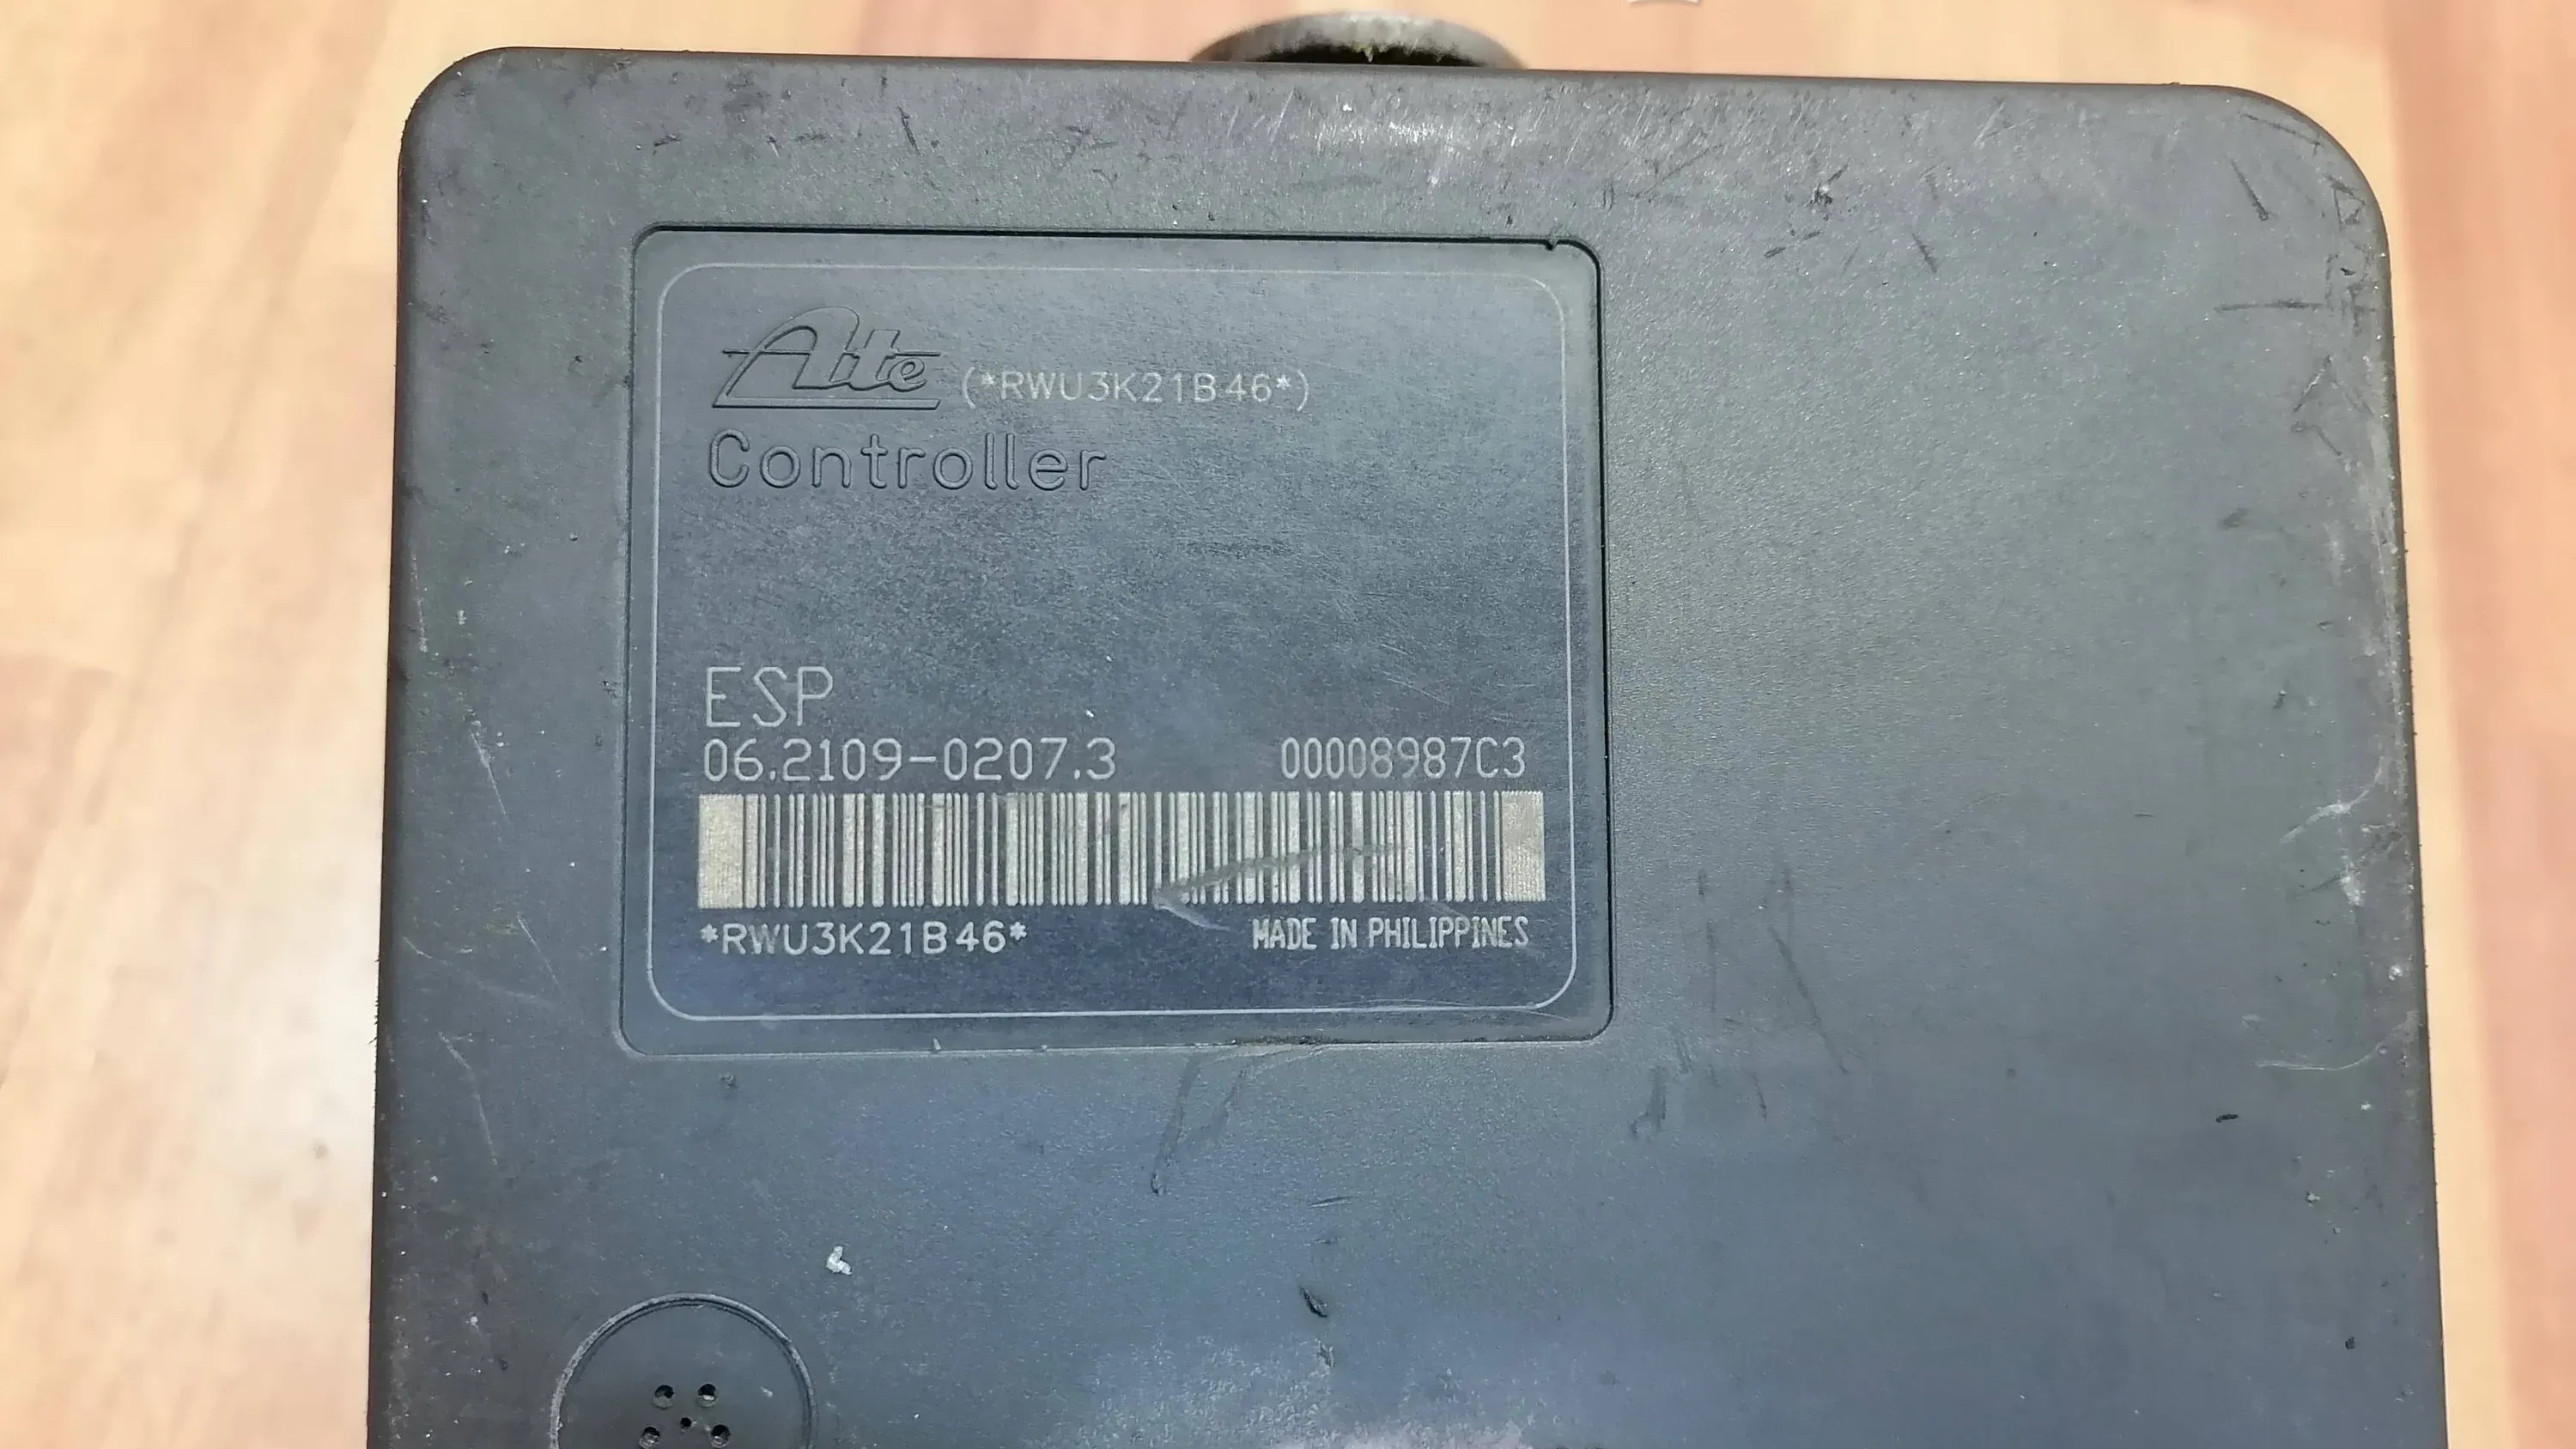 Ate (*RWU3K21B46*)
Controller
ESP
06.2109-0207.3 00008987C3
*RWU3K21B46* MADE IN PHILIPPINES